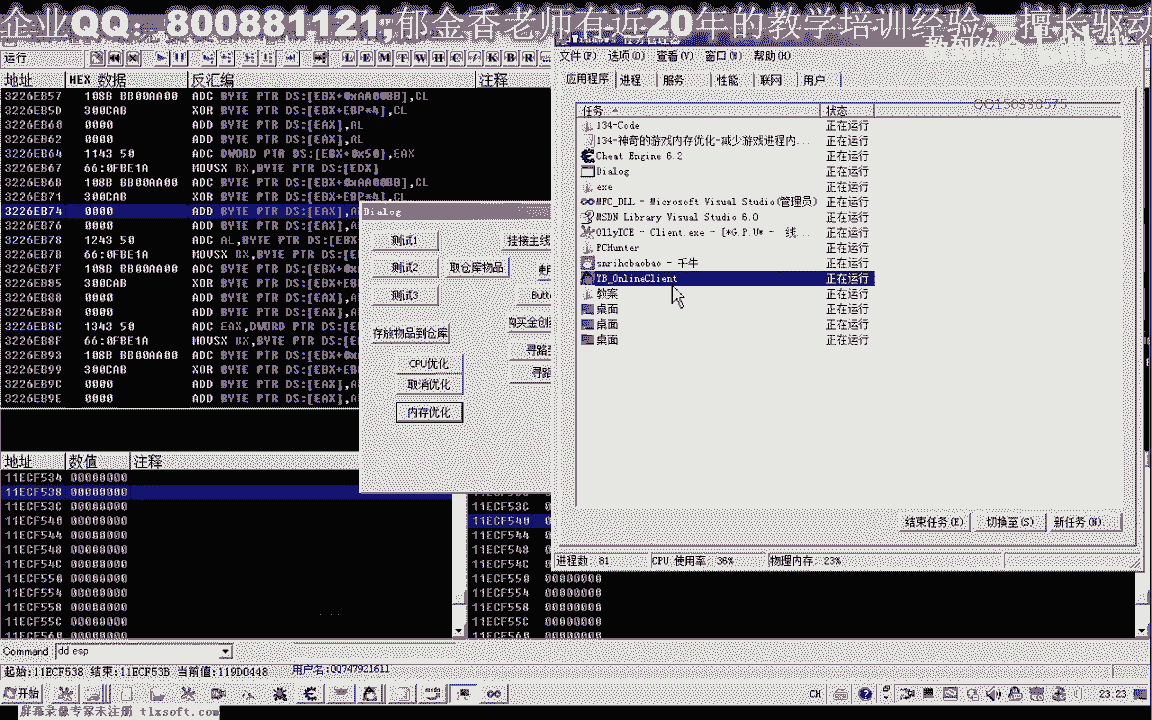 企业QQ：800881121;郁金香老师有近20年的教学培训经验，擅长驱动
运行
L E M T W H C / K B R
文件(F) 选项(O) 查看(V) 窗口(W) 帮助(H)
应用程序 进程 服务 性能 联网 用户
QQ150330575
地址 HEX 数据 反汇编 注释
3226EB57 108B BB00AA00 ADC BYTE PTR DS:[EBX+0xAA00BB],CL
3226EB5D 300CAB XOR BYTE PTR DS:[EBX+EBP*4],CL
3226EB60 0000 ADD BYTE PTR DS:[EAX],AL
3226EB62 0000 ADD BYTE PTR DS:[EAX],AL
3226EB64 1143 50 ADC DWORD PTR DS:[EBX+0x50],EAX
3226EB67 66:0FBE1A MOVSX BX,BYTE PTR DS:[EDX]
3226EB6B 108B BB00AA00 ADC BYTE PTR DS:[EBX+0xAA00BB],CL
3226EB71 300CAB XOR BYTE PTR DS:[EBX+EBP*4],CL
3226EB74 0000 ADD BYTE PTR DS:[EAX],A
3226EB76 0000 ADD BYTE PTR DS:[EAX],A
3226EB78 1243 50 ADC AL,BYTE PTR DS:[EB
3226EB7B 66:0FBE1A MOVSX BX,BYTE PTR DS:[
3226EB7F 108B BB00AA00 ADC BYTE PTR DS:[EBX+0x
3226EB85 300CAB XOR BYTE PTR DS:[EBX+EB
3226EB88 0000 ADD BYTE PTR DS:[EAX],A
3226EB8A 0000 ADD BYTE PTR DS:[EAX],A
3226EB8C 1343 50 ADC EAX,DWORD PTR DS:[
3226EB8F 66:0FBE1A MOVSX BX,BYTE PTR DS:[
3226EB93 108B BB00AA00 ADC BYTE PTR DS:[EBX+0x
3226EB99 300CAB XOR BYTE PTR DS:[EBX+EB
3226EB9C 0000 ADD BYTE PTR DS:[EAX],A
3226EB9E 0000 ADD BYTE PTR DS:[EAX],A
Dialog
测试1 挂接主线
测试2 取仓库物品
测试3 Butt
存放物品到仓库 购买金创
CPU优化 寻路
取消优化 寻路
内存优化
任务 状态
134-Code 正在运行
134-神奇的游戏内存优化-减少游戏进程内... 正在运行
Cheat Engine 6.2 正在运行
Dialog 正在运行
exe 正在运行
MFC_DLL - Microsoft Visual Studio(管理员) 正在运行
MSDN Library Visual Studio 6.0 正在运行
OllyICE - Client.exe - [*G.P.U* - 线... 正在运行
PCHunter 正在运行
snrihcbaobao - 千牛 正在运行
YB_OnlineClient 正在运行
教案 正在运行
桌面 正在运行
桌面 正在运行
桌面 正在运行
结束任务(E) 切换至(S) 新任务(N)...
进程数: 81 CPU 使用率: 36% 物理内存: 23%
地址 数值 注释
11ECF534 00000000
11ECF538 00000000
11ECF53C 00000000
11ECF540 00000000
11ECF544 00000000
11ECF548 00000000
11ECF54C 00000000
11ECF550 00000000
11ECF554 00000000
11ECF558 00000000
11ECF55C 00000000
11ECF560 00000000
11ECF53C
11ECF540
11ECF544
11ECF548
11ECF54C
11ECF550 00000000
11ECF554 00000000
11ECF558 00000000
11ECF55C 00000000
11ECF560 00000000
Command: dd esp
起始:11ECF538 结束:11ECF53B 当前值:119D0448 用户名:QQ747921611
开始 CH 23:23
屏幕录像专家未注册 tlxsoft.com